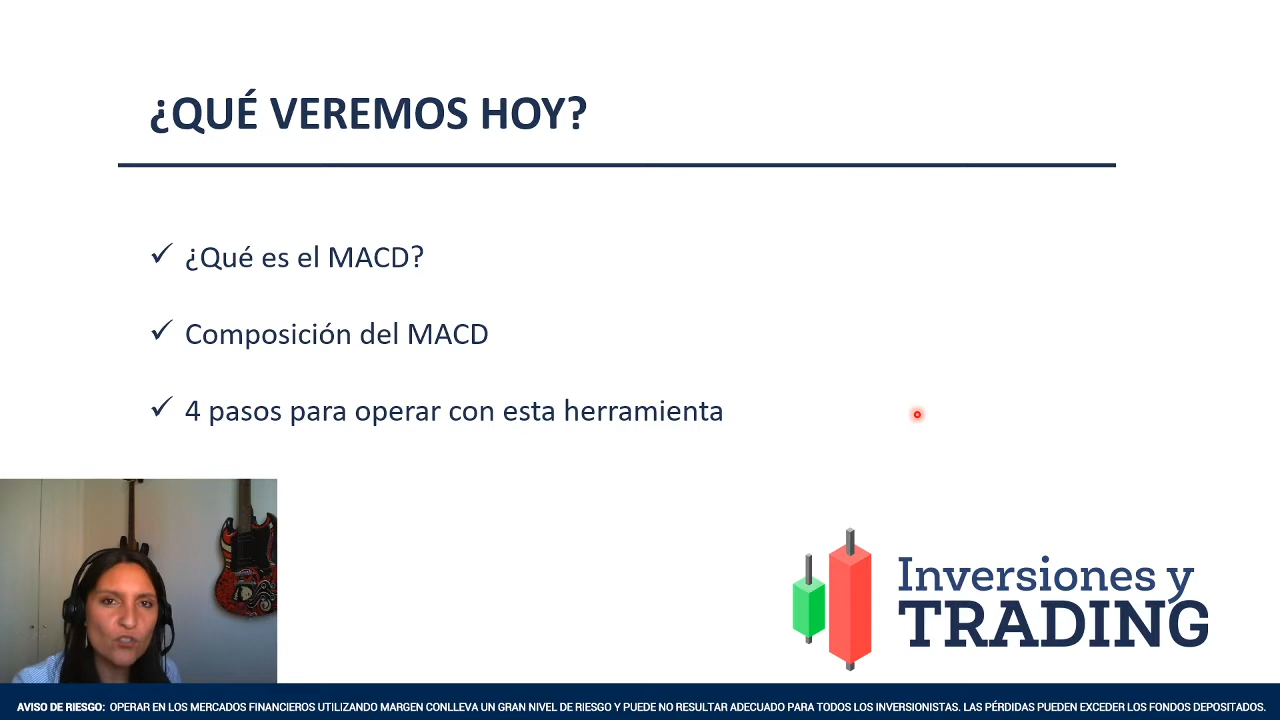 ¿QUÉ VEREMOS HOY?
✓ ¿Qué es el MACD?
✓ Composición del MACD
✓ 4 pasos para operar con esta herramienta
Inversiones y
TRADING
AVISO DE RIESGO: OPERAR EN LOS MERCADOS FINANCIEROS UTILIZANDO MARGEN CONLLEVA UN GRAN NIVEL DE RIESGO Y PUEDE NO RESULTAR ADECUADO PARA TODOS LOS INVERSIONISTAS. LAS PÉRDIDAS PUEDEN EXCEDER LOS FONDOS DEPOSITADOS.